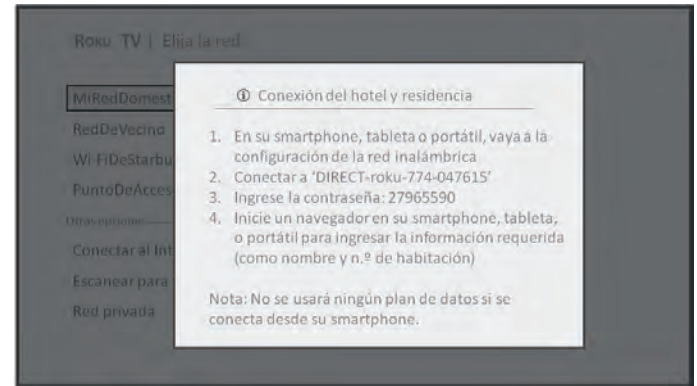 Roku TV | Elija la red
ⓘ Conexión del hotel y residencia
MiRedDomest
RedDeVecino
Wi-FiDeStarbu
PuntoDeAcces
Otras opciones
Conectar al Int
Escanear para
Red privada
1. En su smartphone, tableta o portátil, vaya a la
configuración de la red inalámbrica
2. Conectar a ‘DIRECT-roku-774-047615’
3. Ingrese la contraseña: 27965590
4. Inicie un navegador en su smartphone, tableta,
o portátil para ingresar la información requerida
(como nombre y n.º de habitación)
Nota: No se usará ningún plan de datos si se
conecta desde su smartphone.